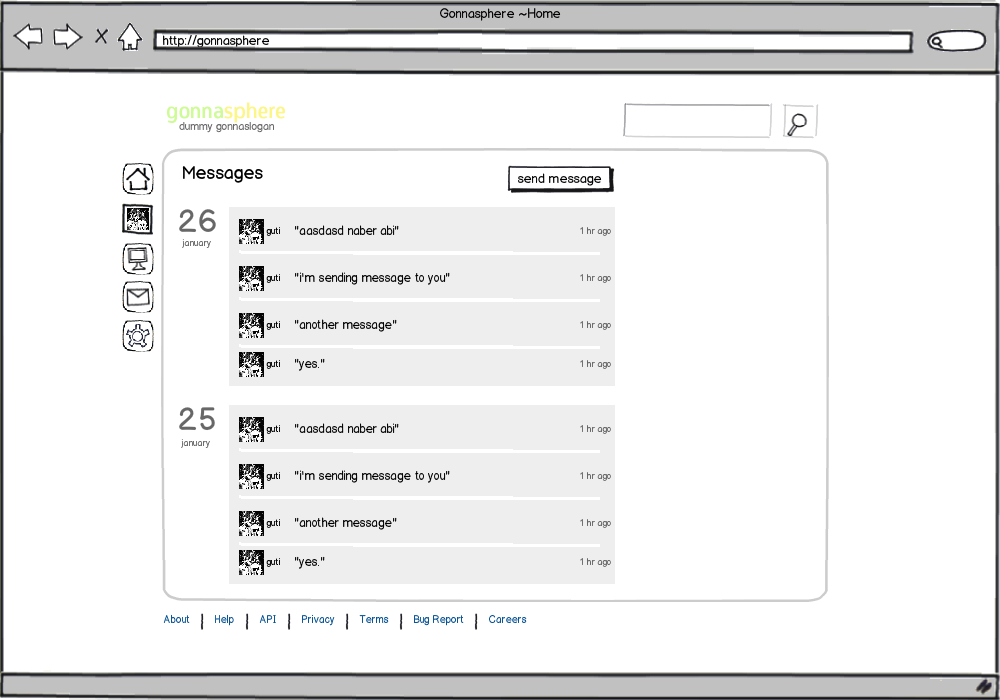 Gonnasphere ~Home
http://gonnasphere
gonnasphere
dummy gonnaslogan
Messages
send message
26
january
guti "aasdasd naber abi" 1 hr ago
guti "i'm sending message to you" 1 hr ago
guti "another message" 1 hr ago
guti "yes." 1 hr ago
25
january
guti "aasdasd naber abi" 1 hr ago
guti "i'm sending message to you" 1 hr ago
guti "another message" 1 hr ago
guti "yes." 1 hr ago
About | Help | API | Privacy | Terms | Bug Report | Careers